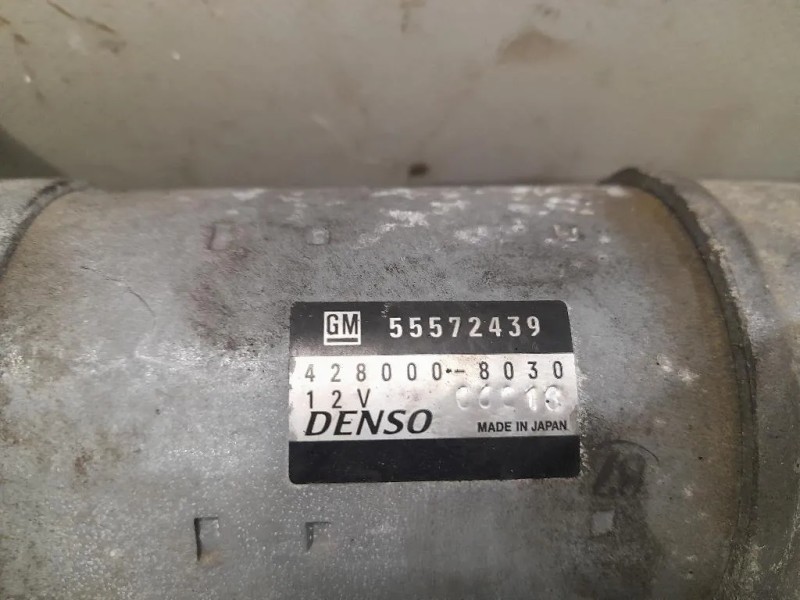 GM 55572439
428000-8030
12V
DENSO MADE IN JAPAN